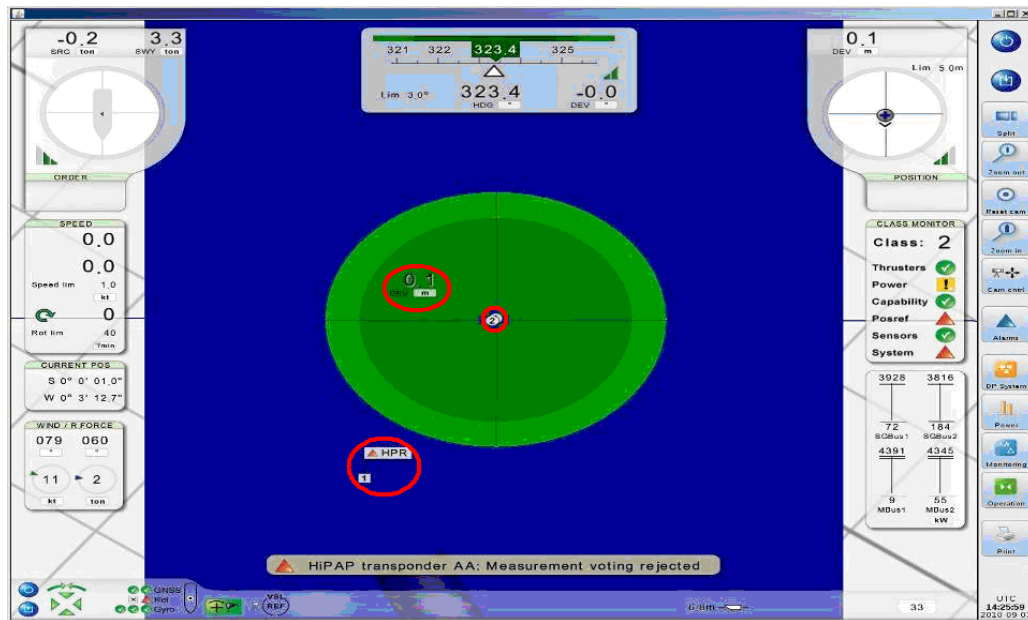 -0.2 3.3
SRG ton SWY ton
321 322 323.4 325
Lim 3.0° 323.4 -0.0
HDG ° DEV °
0.1
DEV m
Lim 5.0m
ORDER
POSITION
SPEED
0.0
0.0
Speed lim 1.0
kt
0
Rot lim 40
°/min
CURRENT POS
S 0° 0' 01.0"
W 0° 3' 12.7"
WIND / R FORCE
079 060
° °
11 2
kt ton
0.1
m
2
HPR
1
HiPAP transponder AA: Measurement voting rejected
CLASS MONITOR
Class: 2
Thrusters
Power
Capability
Posref
Sensors
System
3928 3816
72 184
SGBus1 SGBus2
4391 4345
9 55
MBus1 MBus2
kW
Split
Zoom out
Reset cam
Zoom in
Cam cntrl
Alarms
DP System
Power
Monitoring
Operation
Print
GNSS
Rel
Gyro
VSL
REF
6.8m
33
UTC
14:25:59